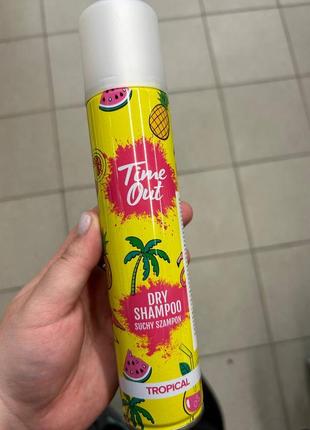 Time
Out
DRY
SHAMPOO
SUCHY SZAMPON
TROPICAL